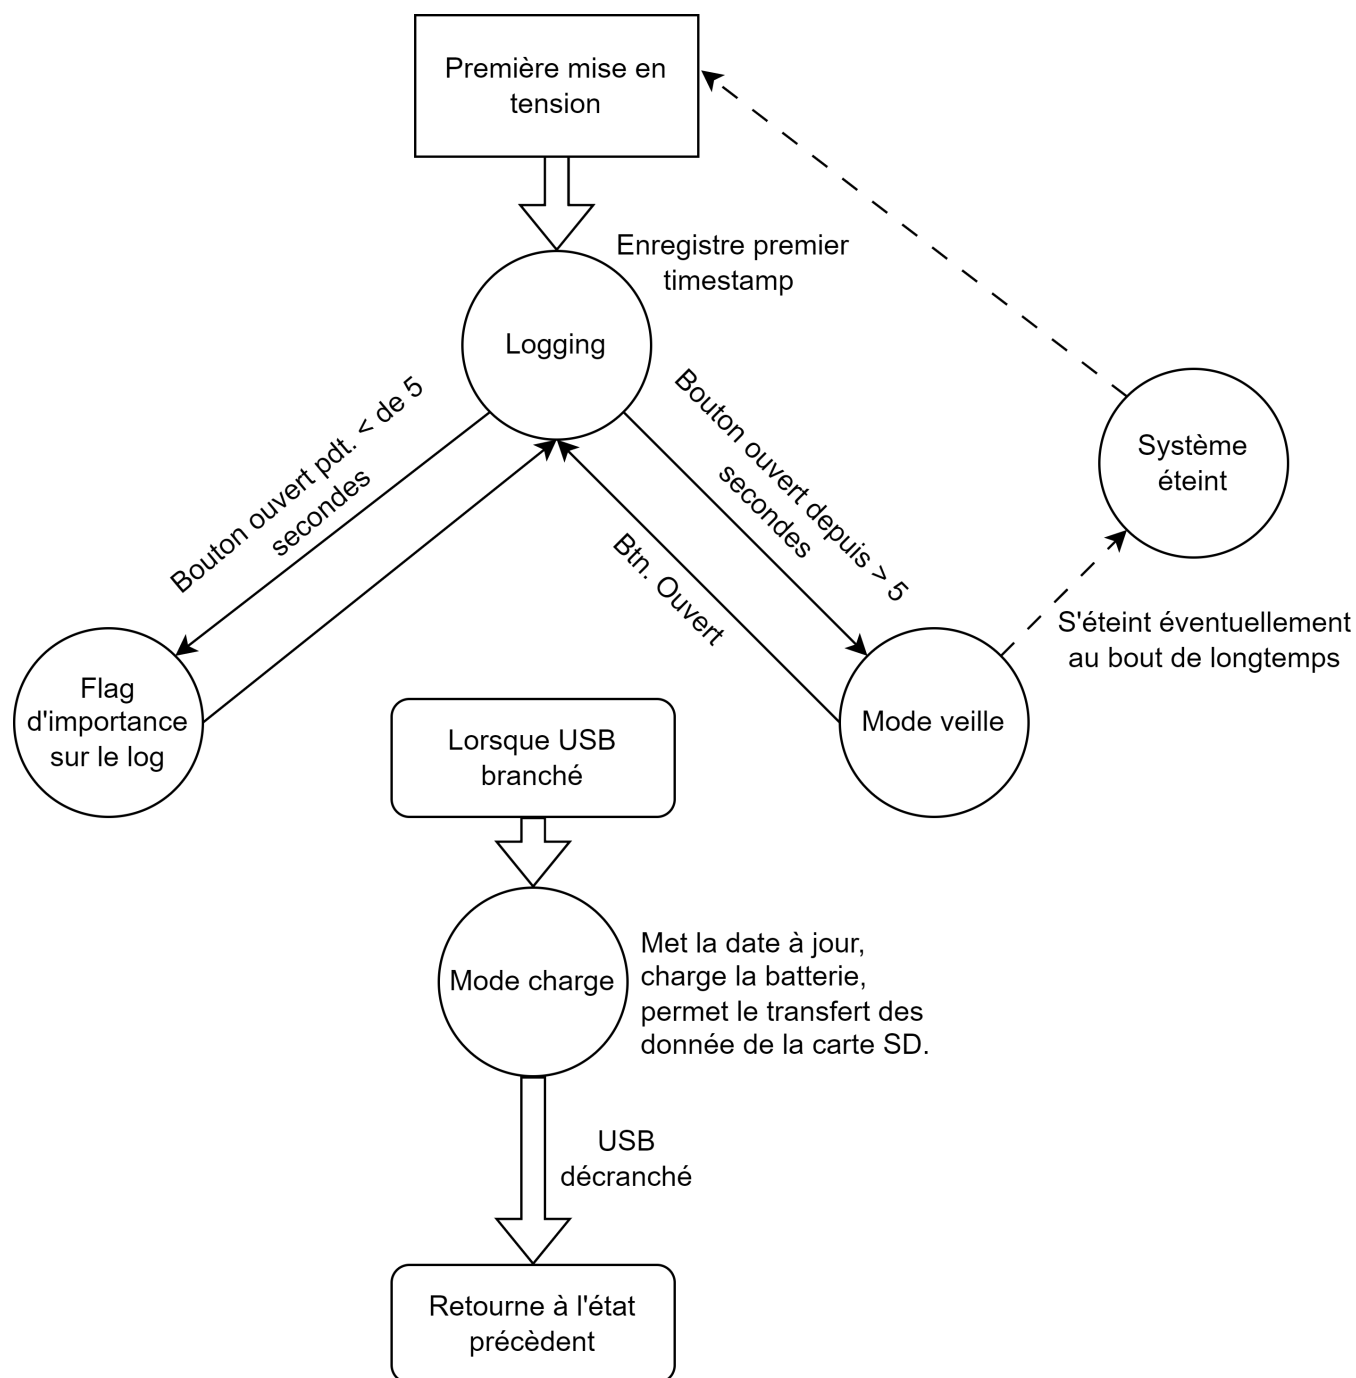 Première mise en
tension
Enregistre premier
timestamp
Logging
Bouton ouvert pdt. < de 5
secondes
Bouton ouvert depuis > 5
secondes
Btn. Ouvert
Système
éteint
S'éteint éventuellement
au bout de longtemps
Flag
d'importance
sur le log
Mode veille
Lorsque USB
branché
Mode charge
Met la date à jour,
charge la batterie,
permet le transfert des
donnée de la carte SD.
USB
décranché
Retourne à l'état
précèdent